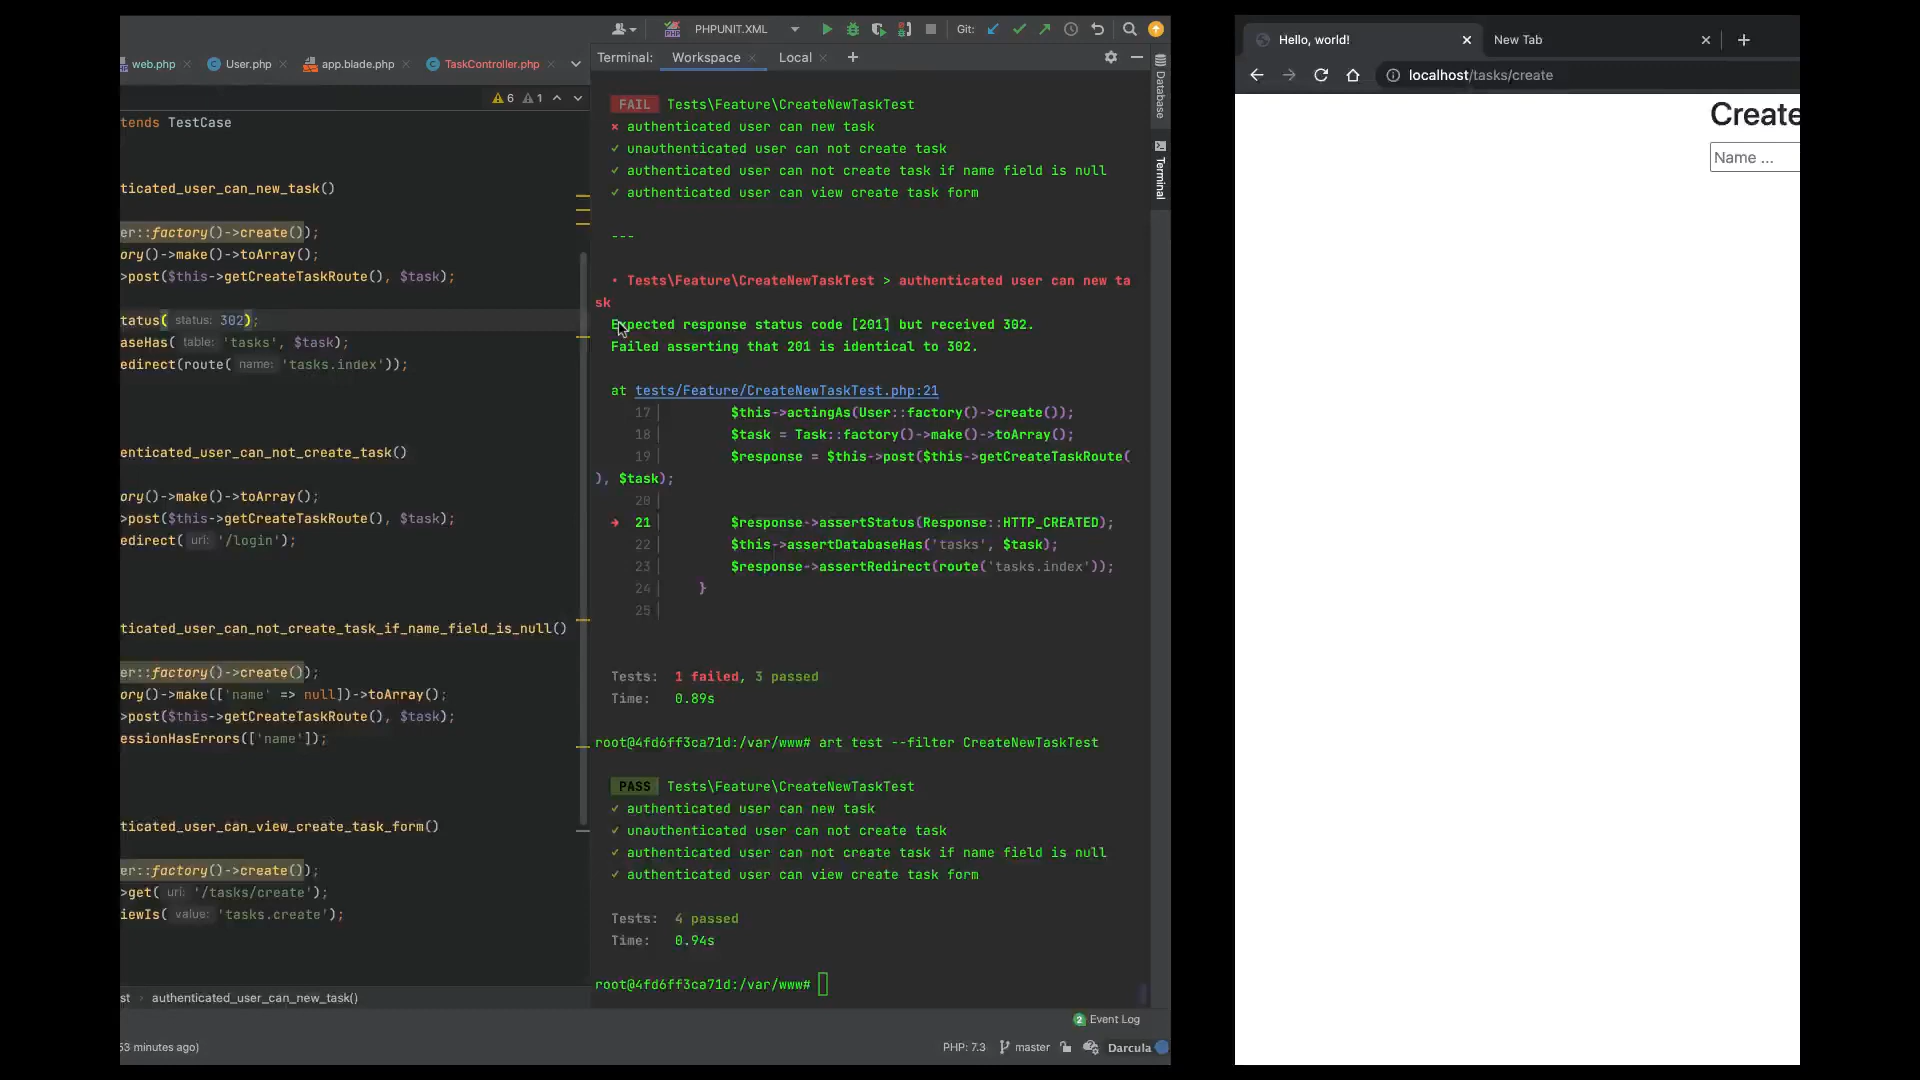 PHPUNIT.XML
Git:
web.php
User.php
app.blade.php
TaskController.php
6
1
tends TestCase
ticated_user_can_new_task()
er::factory()->create());
ory()->make()->toArray();
>post($this->getCreateTaskRoute(), $task);
tatus( status: 302);
aseHas( table: 'tasks', $task);
edirect(route( name: 'tasks.index'));
enticated_user_can_not_create_task()
ory()->make()->toArray();
>post($this->getCreateTaskRoute(), $task);
edirect( uri: '/login');
ticated_user_can_not_create_task_if_name_field_is_null()
er::factory()->create());
ory()->make(['name' => null])->toArray();
>post($this->getCreateTaskRoute(), $task);
essionHasErrors(['name']);
ticated_user_can_view_create_task_form()
er::factory()->create());
>get( uri: '/tasks/create');
iewIs( value: 'tasks.create');
st › authenticated_user_can_new_task()
53 minutes ago)
Terminal: Workspace Local
FAIL Tests\Feature\CreateNewTaskTest
⨯ authenticated user can new task
✓ unauthenticated user can not create task
✓ authenticated user can not create task if name field is null
✓ authenticated user can view create task form
---
• Tests\Feature\CreateNewTaskTest > authenticated user can new ta
sk
Expected response status code [201] but received 302.
Failed asserting that 201 is identical to 302.
at tests/Feature/CreateNewTaskTest.php:21
17| $this->actingAs(User::factory()->create());
18| $task = Task::factory()->make()->toArray();
19| $response = $this->post($this->getCreateTaskRoute(
), $task);
20|
➜ 21| $response->assertStatus(Response::HTTP_CREATED);
22| $this->assertDatabaseHas('tasks', $task);
23| $response->assertRedirect(route('tasks.index'));
24| }
25|
Tests: 1 failed, 3 passed
Time: 0.89s
root@4fd6ff3ca71d:/var/www# art test --filter CreateNewTaskTest
PASS Tests\Feature\CreateNewTaskTest
✓ authenticated user can new task
✓ unauthenticated user can not create task
✓ authenticated user can not create task if name field is null
✓ authenticated user can view create task form
Tests: 4 passed
Time: 0.94s
root@4fd6ff3ca71d:/var/www#
Database
Terminal
2 Event Log
PHP: 7.3 master Darcula
Hello, world!
New Tab
localhost/tasks/create
Create
Name ...